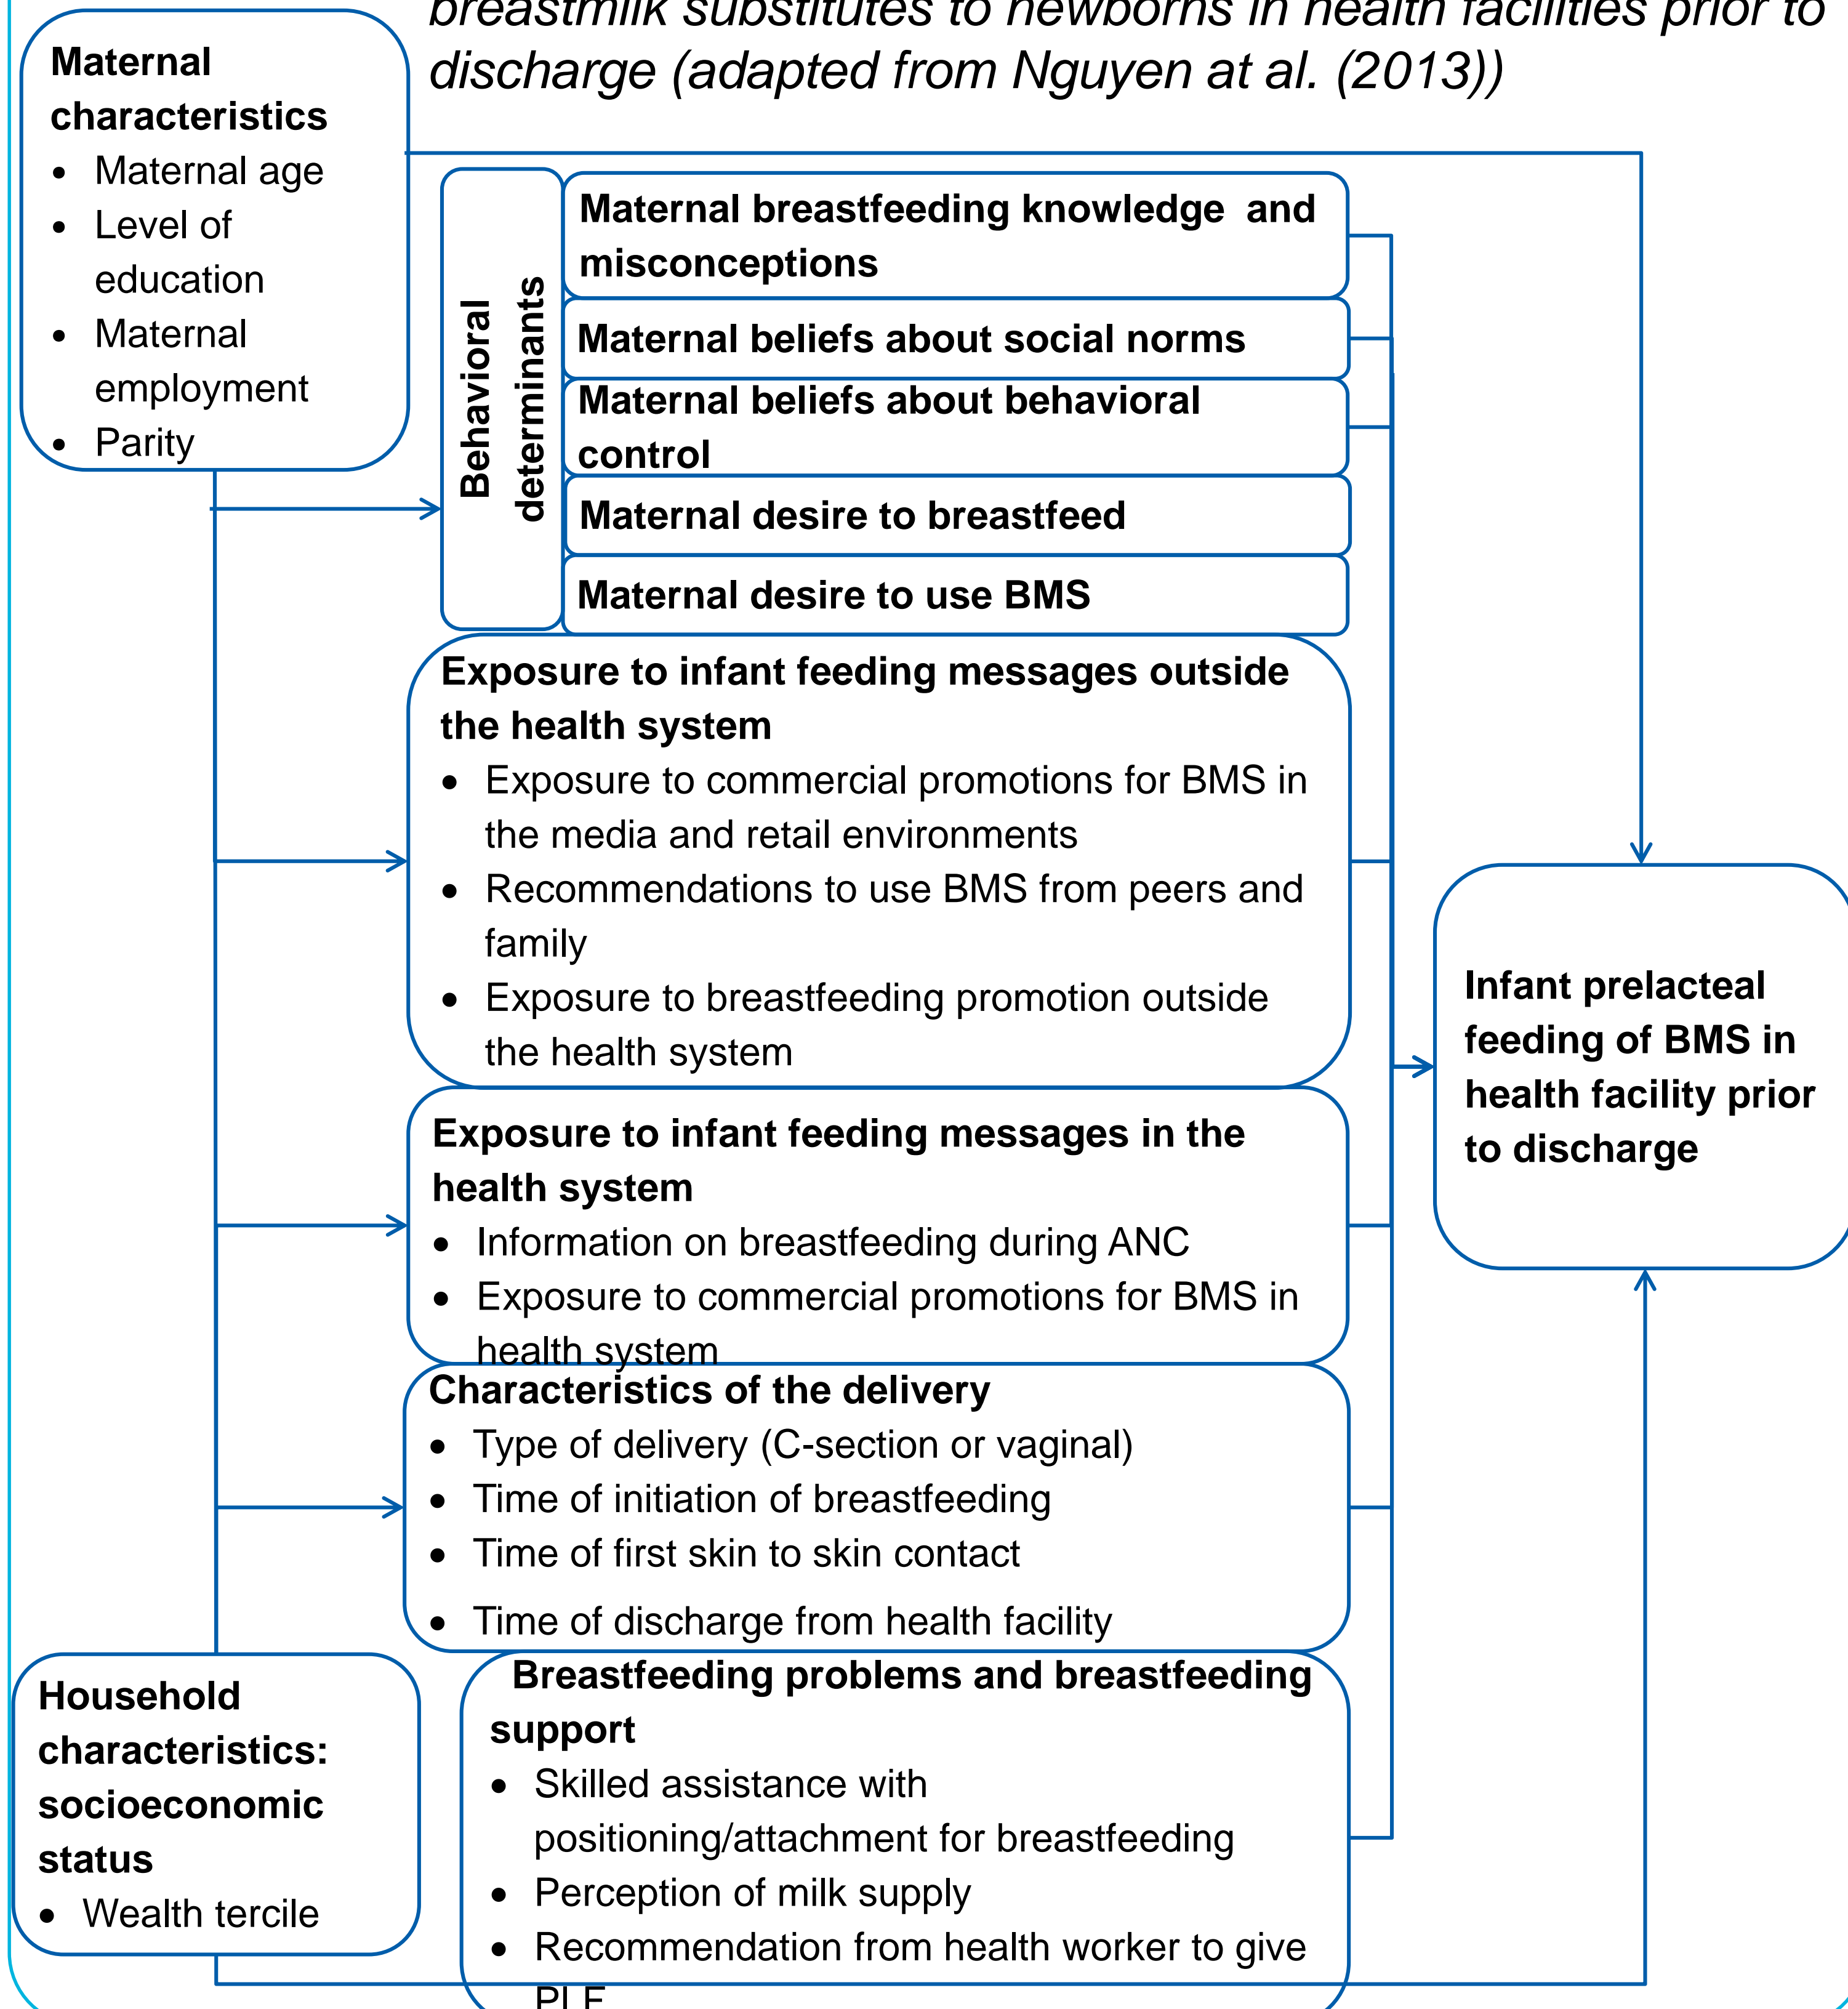 breastmilk substitutes to newborns in health facilities prior to
discharge (adapted from Nguyen at al. (2013))
Maternal
characteristics
• Maternal age
• Level of
education
• Maternal
employment
• Parity
Behavioral
determinants
Maternal breastfeeding knowledge and
misconceptions
Maternal beliefs about social norms
Maternal beliefs about behavioral
control
Maternal desire to breastfeed
Maternal desire to use BMS
Exposure to infant feeding messages outside
the health system
• Exposure to commercial promotions for BMS in
the media and retail environments
• Recommendations to use BMS from peers and
family
• Exposure to breastfeeding promotion outside
the health system
Exposure to infant feeding messages in the
health system
• Information on breastfeeding during ANC
• Exposure to commercial promotions for BMS in
health system
Characteristics of the delivery
• Type of delivery (C-section or vaginal)
• Time of initiation of breastfeeding
• Time of first skin to skin contact
• Time of discharge from health facility
Breastfeeding problems and breastfeeding
support
• Skilled assistance with
positioning/attachment for breastfeeding
• Perception of milk supply
• Recommendation from health worker to give
PLF
Household
characteristics:
socioeconomic
status
• Wealth tercile
Infant prelacteal
feeding of BMS in
health facility prior
to discharge